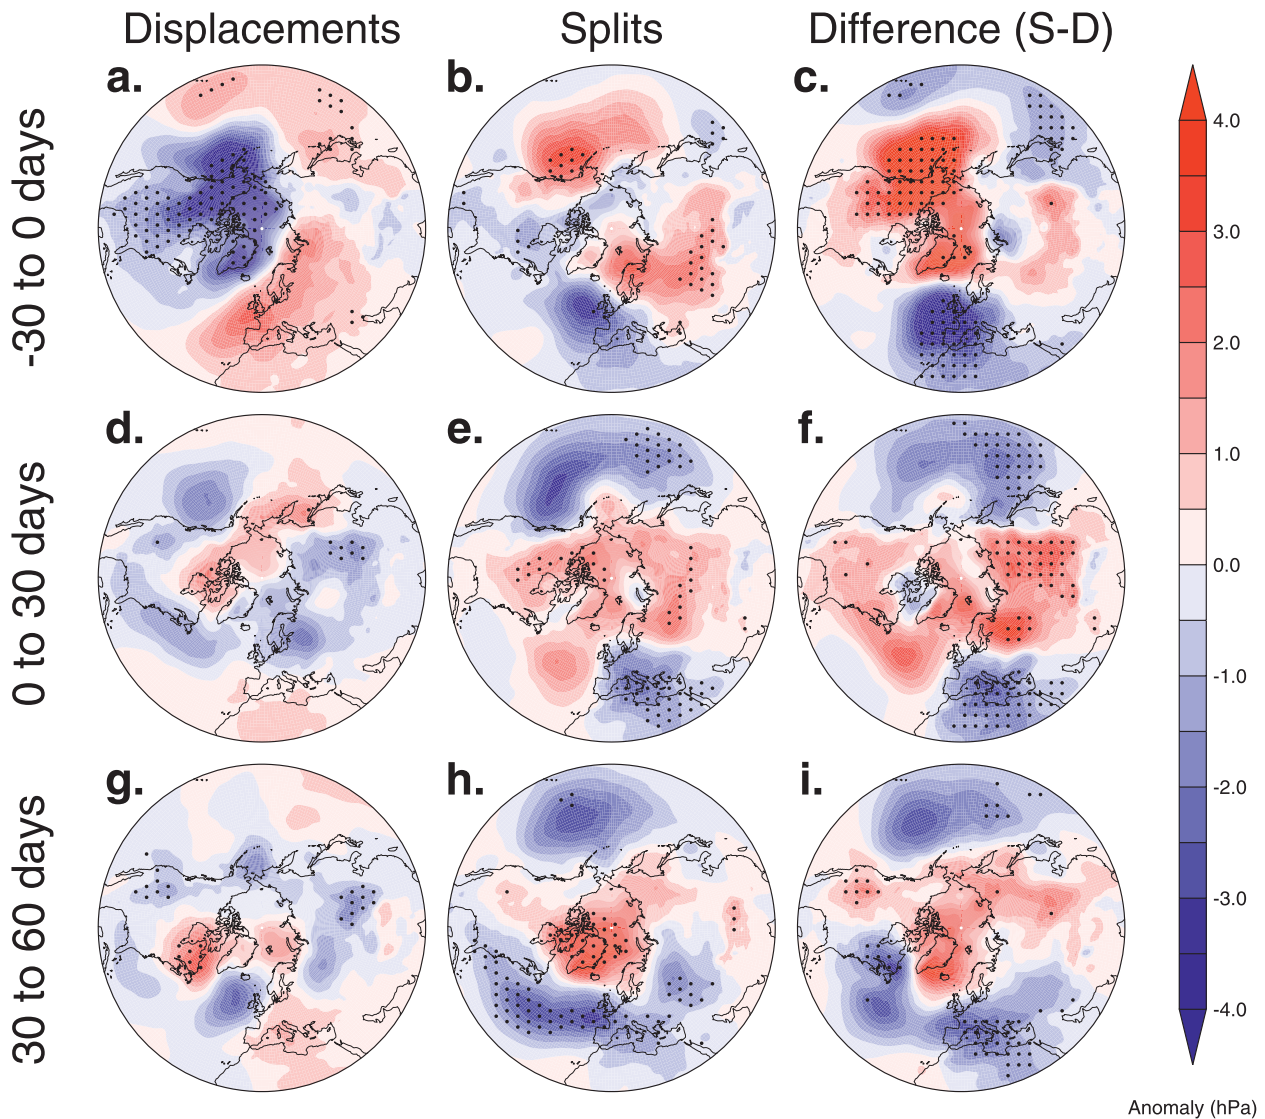 Displacements Splits Difference (S-D)
-30 to 0 days
a. b. c.
0 to 30 days
d. e. f.
30 to 60 days
g. h. i.
4.0
3.0
2.0
1.0
0.0
-1.0
-2.0
-3.0
-4.0
Anomaly (hPa)